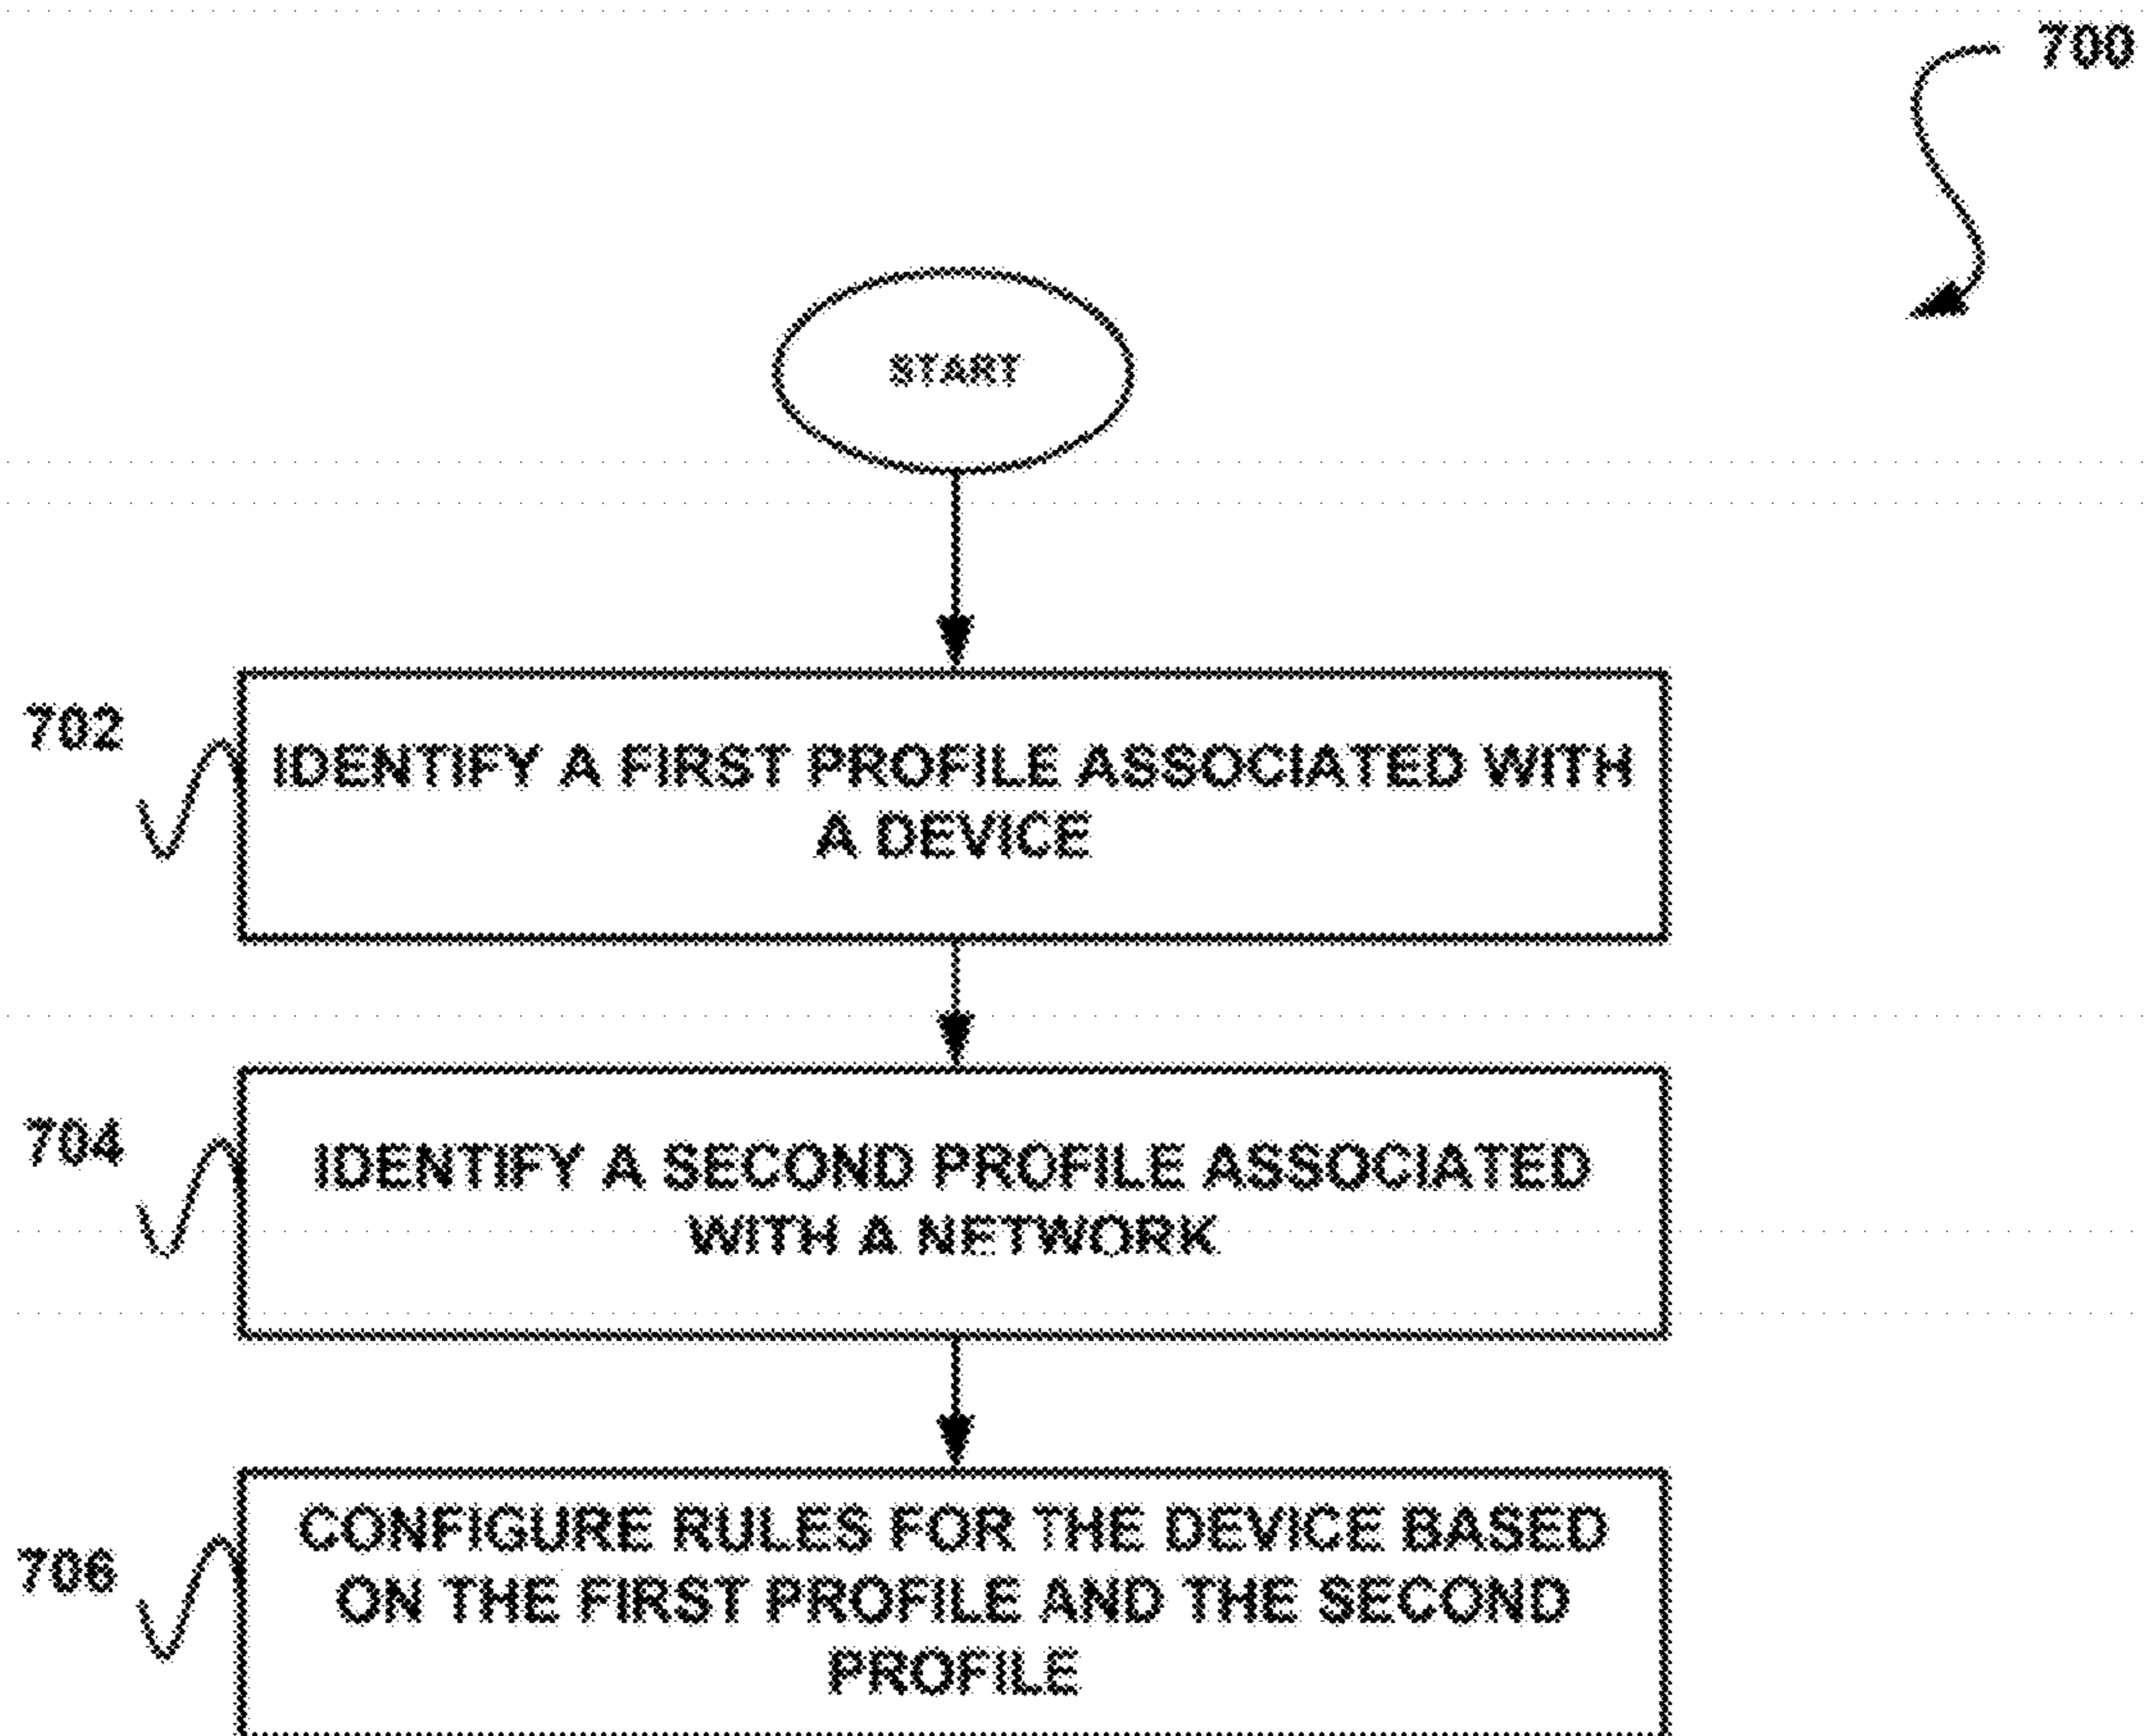 700
START
702
IDENTIFY A FIRST PROFILE ASSOCIATED WITH
A DEVICE
704
IDENTIFY A SECOND PROFILE ASSOCIATED
WITH A NETWORK
706
CONFIGURE RULES FOR THE DEVICE BASED
ON THE FIRST PROFILE AND THE SECOND
PROFILE